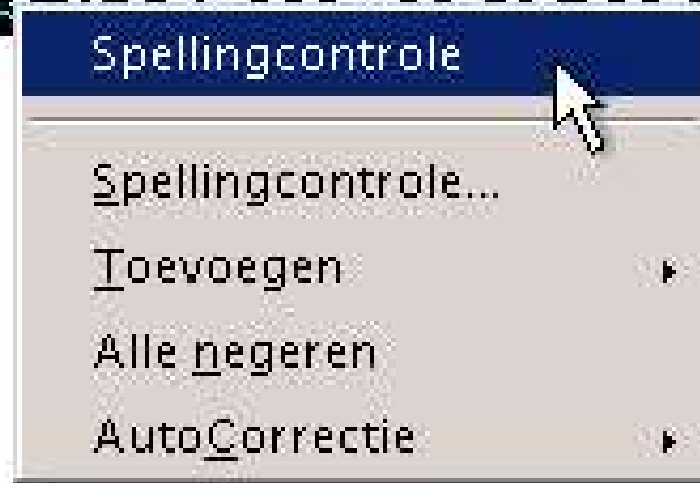 Spellingcontrole
Spellingcontrole...
Toevoegen
Alle negeren
AutoCorrectie